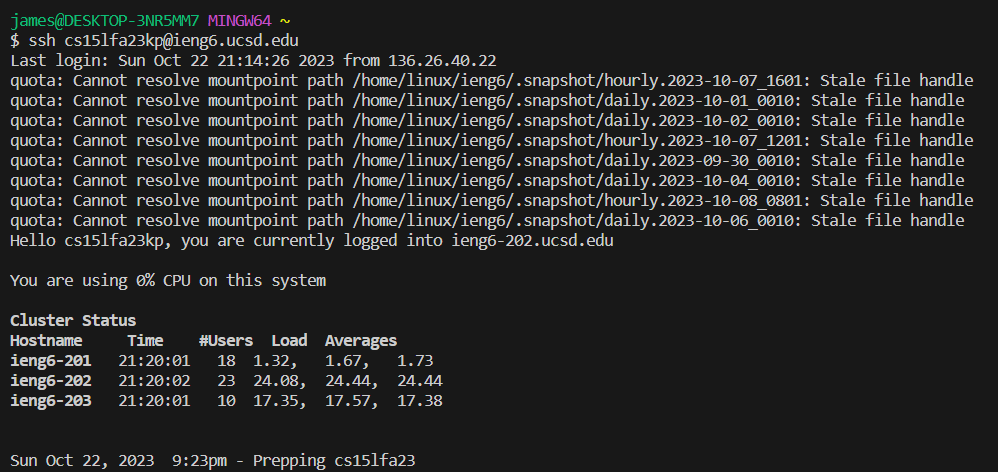 james@DESKTOP-3NR5MM7 MINGW64 ~
$ ssh cs15lfa23kp@ieng6.ucsd.edu
Last login: Sun Oct 22 21:14:26 2023 from 136.26.40.22
quota: Cannot resolve mountpoint path /home/linux/ieng6/.snapshot/hourly.2023-10-07_1601: Stale file handle
quota: Cannot resolve mountpoint path /home/linux/ieng6/.snapshot/daily.2023-10-01_0010: Stale file handle
quota: Cannot resolve mountpoint path /home/linux/ieng6/.snapshot/daily.2023-10-02_0010: Stale file handle
quota: Cannot resolve mountpoint path /home/linux/ieng6/.snapshot/hourly.2023-10-07_1201: Stale file handle
quota: Cannot resolve mountpoint path /home/linux/ieng6/.snapshot/daily.2023-09-30_0010: Stale file handle
quota: Cannot resolve mountpoint path /home/linux/ieng6/.snapshot/daily.2023-10-04_0010: Stale file handle
quota: Cannot resolve mountpoint path /home/linux/ieng6/.snapshot/hourly.2023-10-08_0801: Stale file handle
quota: Cannot resolve mountpoint path /home/linux/ieng6/.snapshot/daily.2023-10-06_0010: Stale file handle
Hello cs15lfa23kp, you are currently logged into ieng6-202.ucsd.edu
You are using 0% CPU on this system
Cluster Status
Hostname     Time    #Users  Load  Averages
ieng6-201   21:20:01   18  1.32,   1.67,   1.73
ieng6-202   21:20:02   23  24.08,  24.44,  24.44
ieng6-203   21:20:01   10  17.35,  17.57,  17.38
Sun Oct 22, 2023  9:23pm - Prepping cs15lfa23